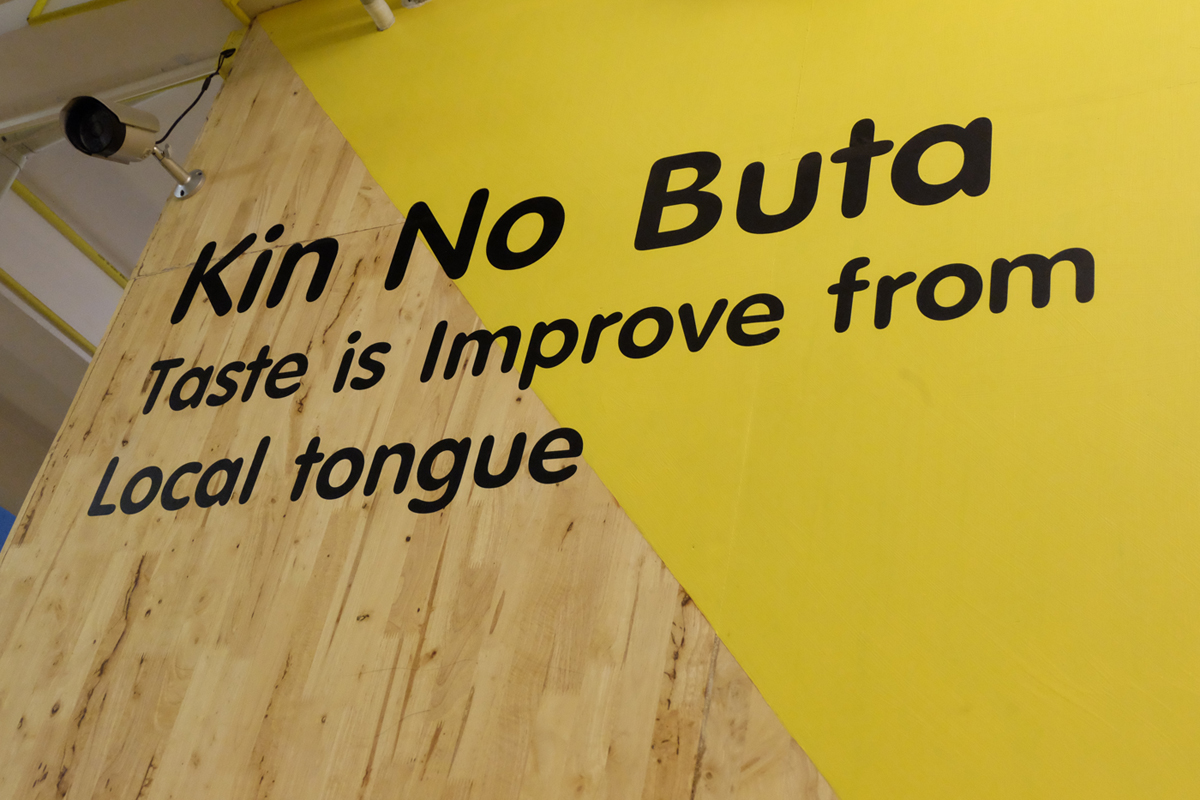 Kin No Buta
Taste is Improve from
Local tongue